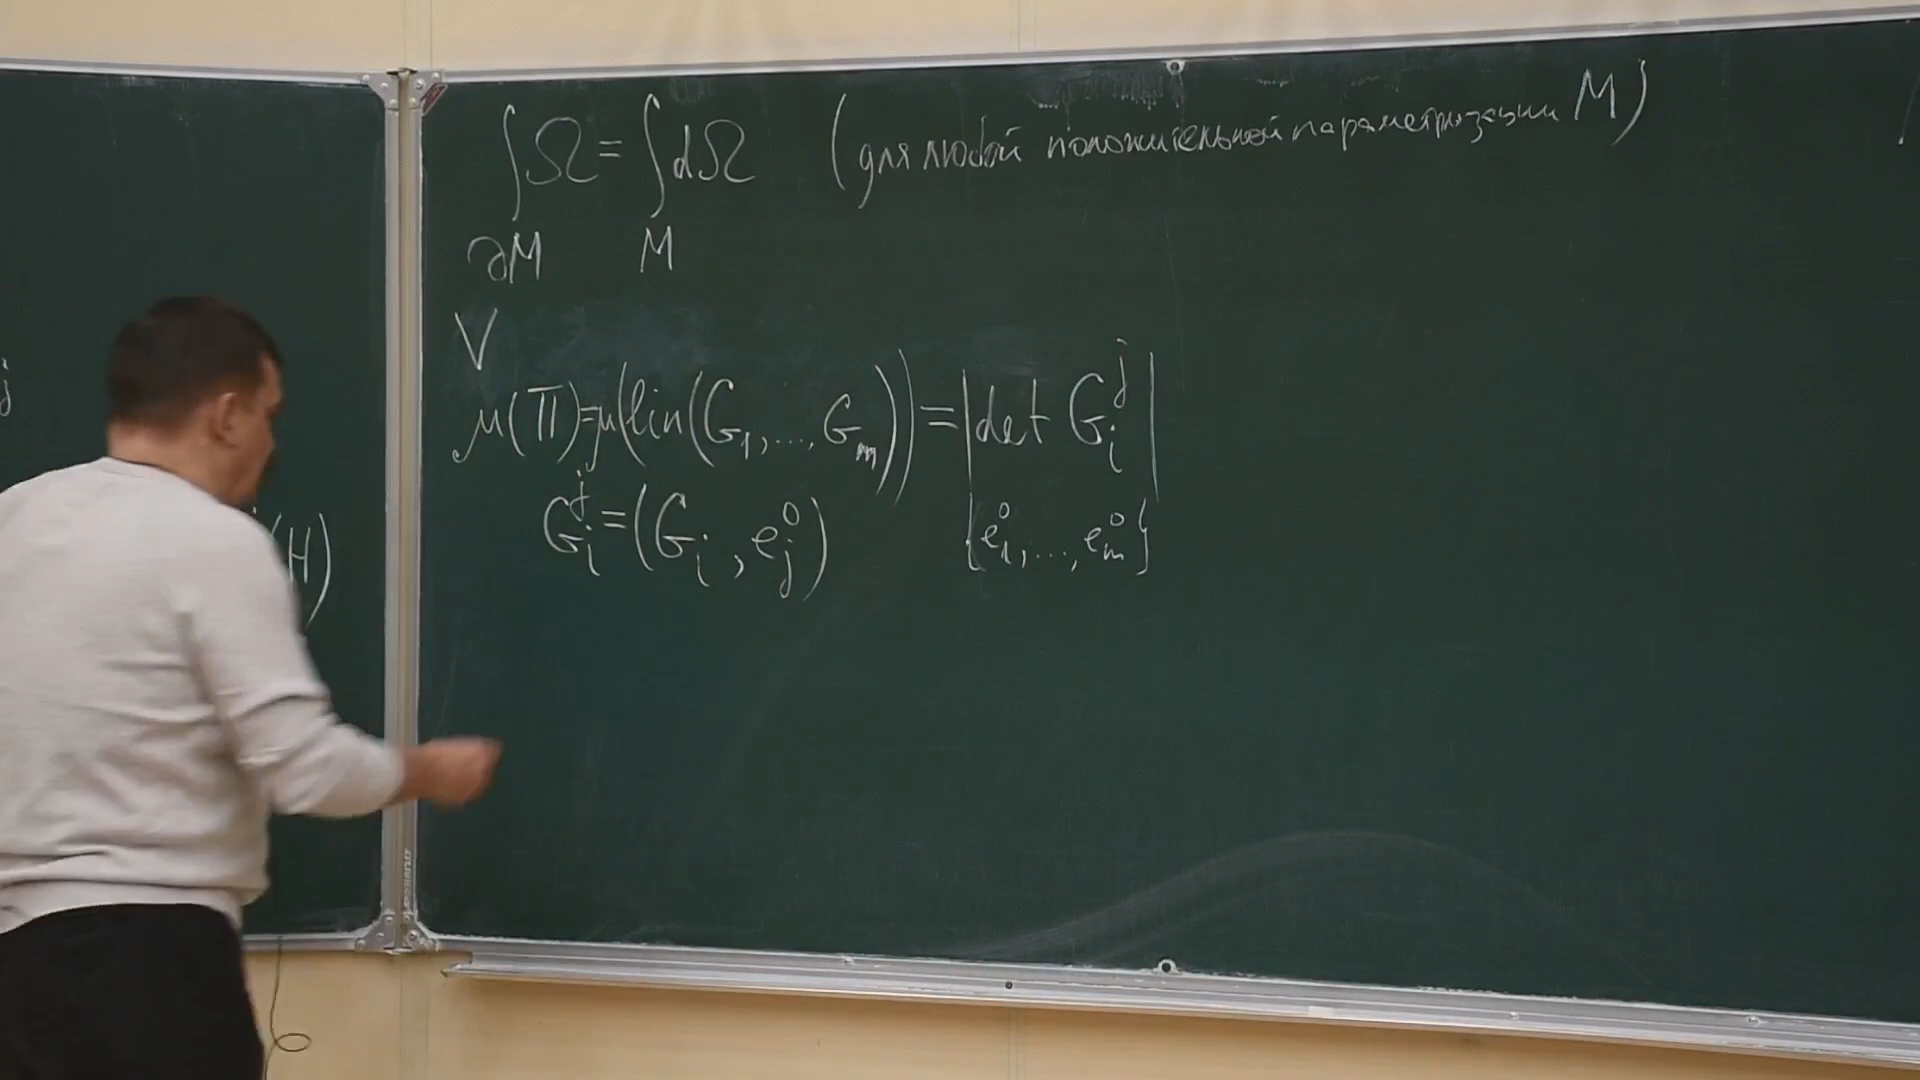 j
(H)
∫Ω = ∫dΩ (для любой положительной параметризации M)
∂M M
V
μ(Π)=μ(lin(G₁,...,Gₘ)) = |det Gᵢʲ|
Gᵢʲ = (Gᵢ, eⱼ⁰) {e₁⁰,...,eₘ⁰}